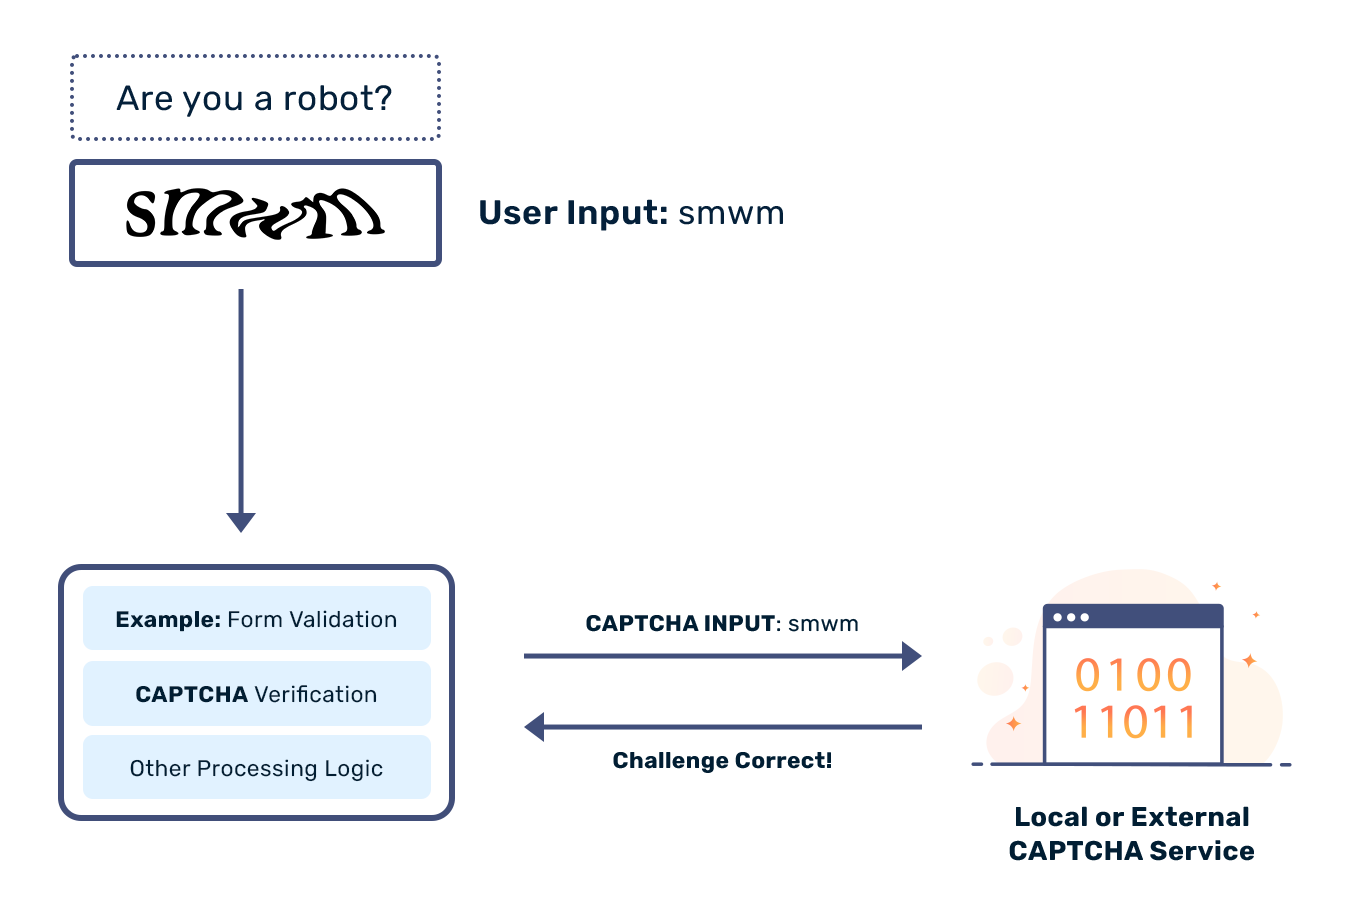 Are you a robot?
smwm
User Input: smwm
Example: Form Validation
CAPTCHA Verification
Other Processing Logic
CAPTCHA INPUT: smwm
Challenge Correct!
0100
11011
Local or External
CAPTCHA Service